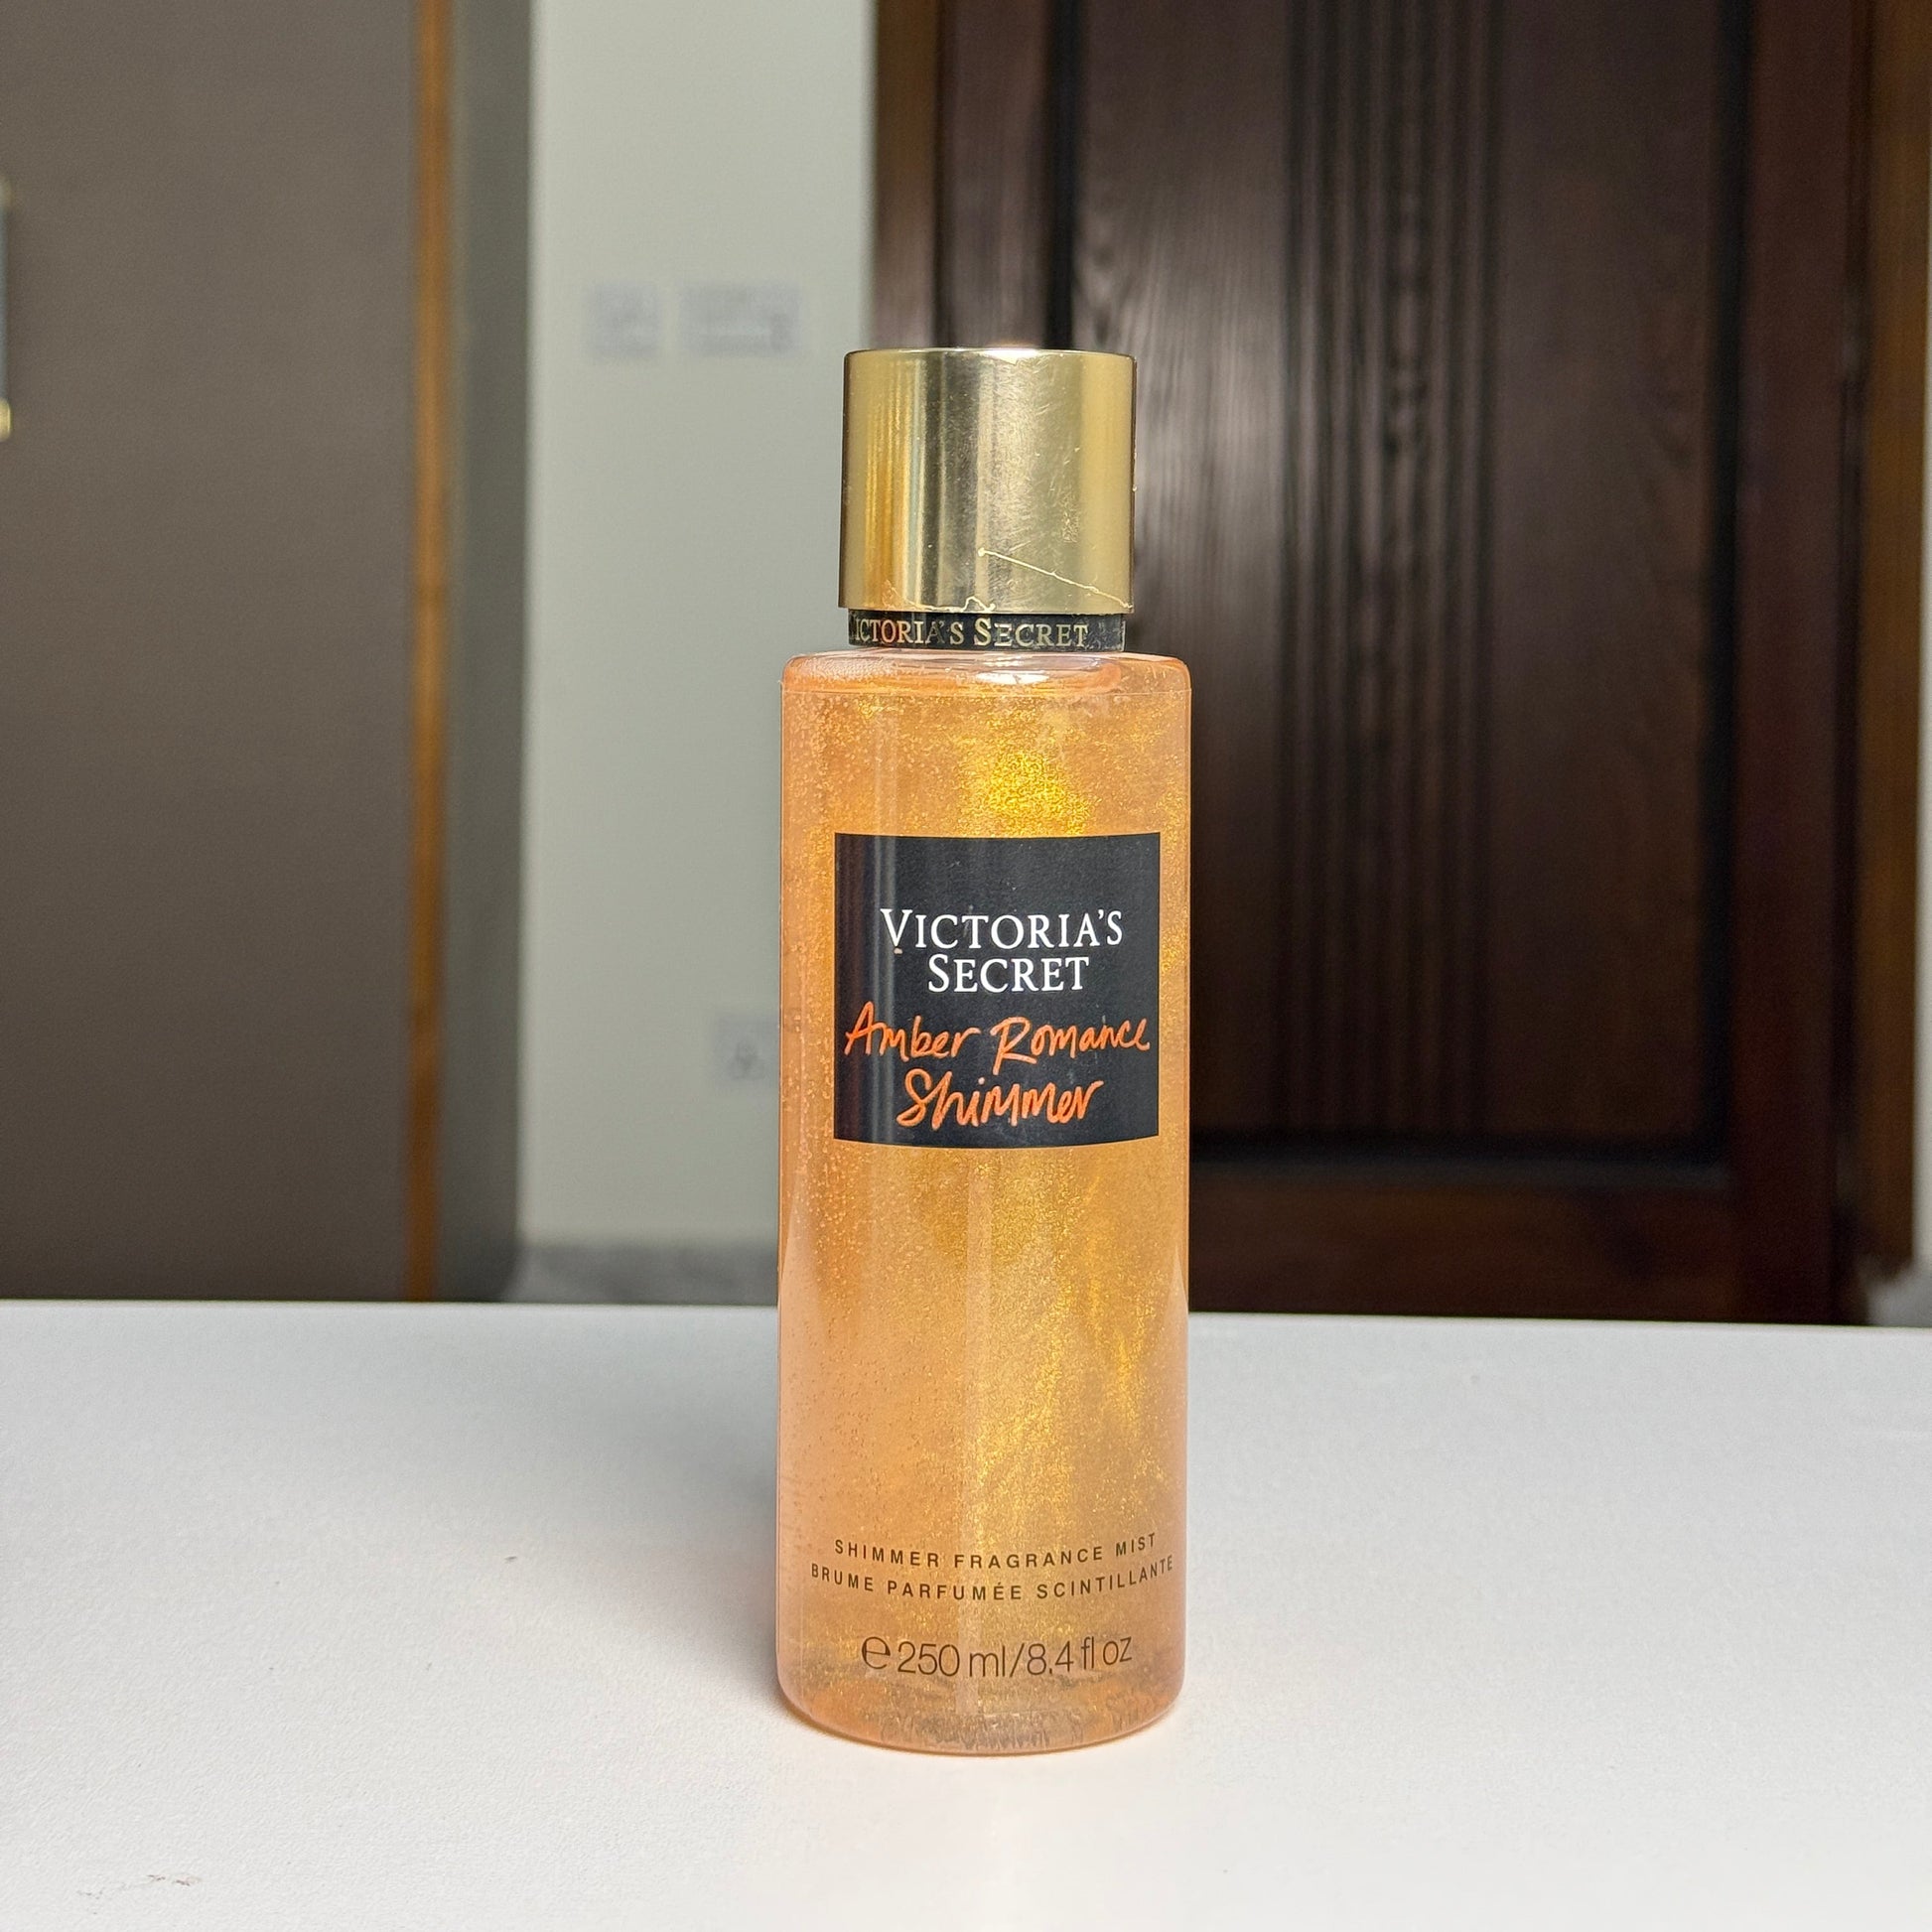 VICTORIA'S SECRET
VICTORIA'S
SECRET
Amber Romance
Shimmer
SHIMMER FRAGRANCE MIST
BRUME PARFUMÉE SCINTILLANTE
℮ 250 ml/8.4 fl oz